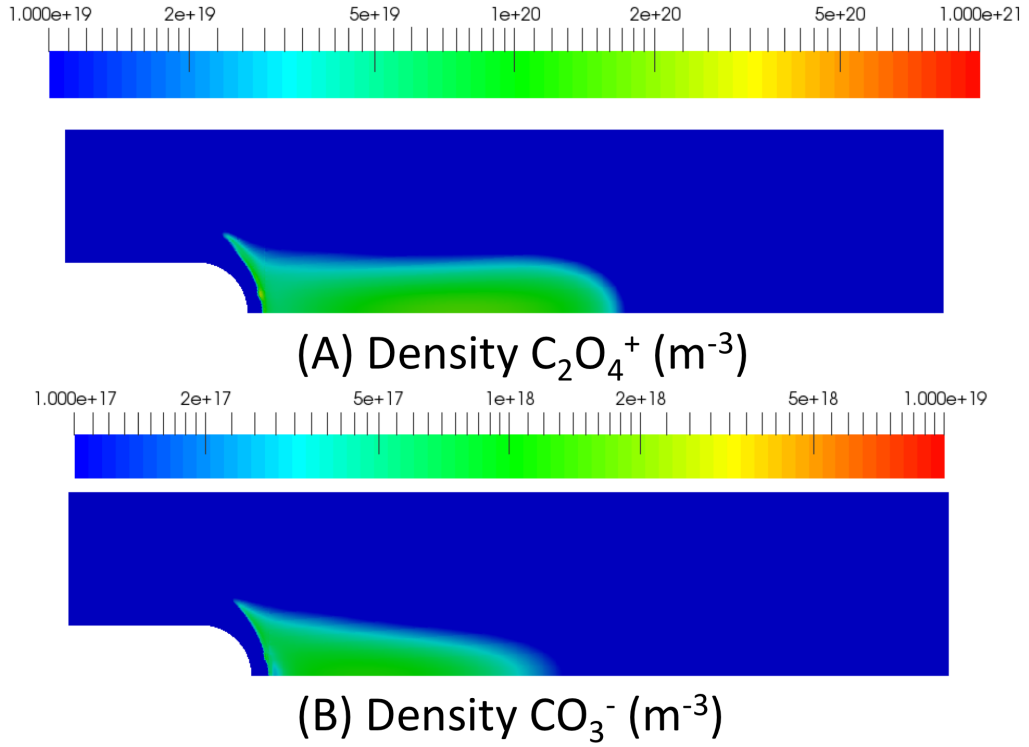 1.000e+19 2e+19 5e+19 1e+20 2e+20 5e+20 1.000e+21
(A) Density C₂O₄⁺ (m⁻³)
1.000e+17 2e+17 5e+17 1e+18 2e+18 5e+18 1.000e+19
(B) Density CO₃⁻ (m⁻³)